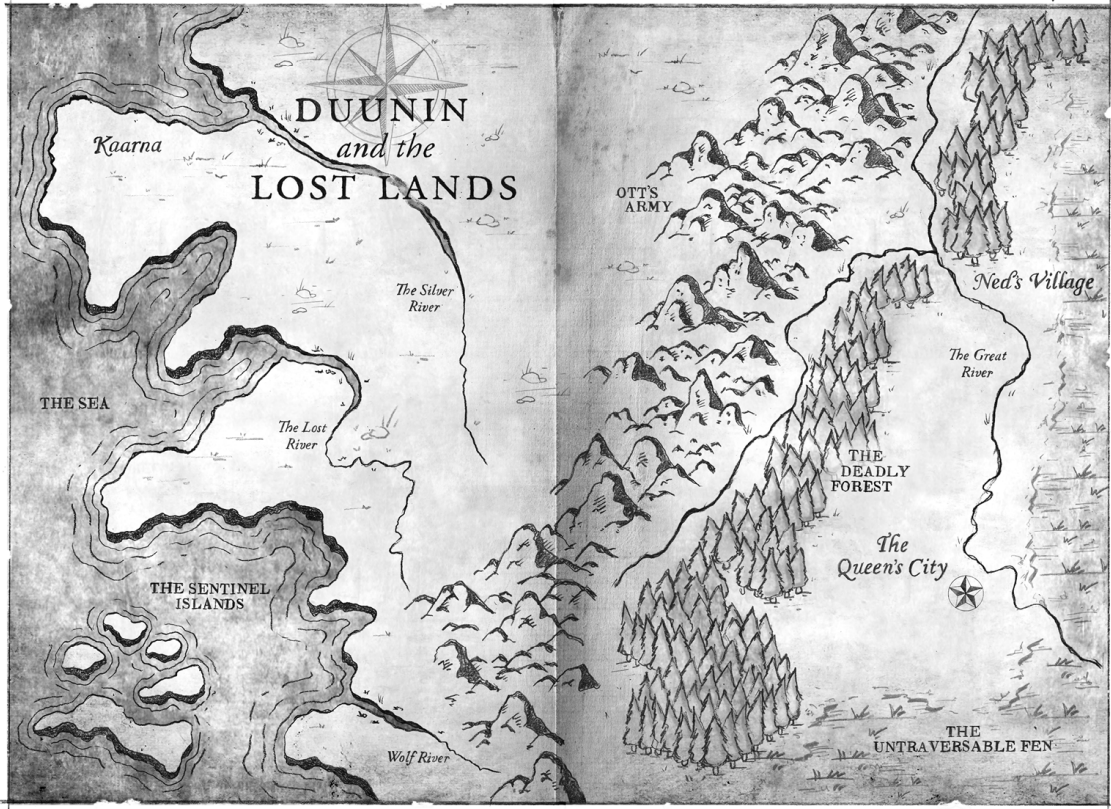 DUUNIN
and the
LOST LANDS
Kaarna
OTT'S
ARMY
Ned's Village
The Silver
River
The Great
River
THE SEA
The Lost
River
THE
DEADLY
FOREST
The
Queen's City
THE SENTINEL
ISLANDS
THE
UNTRAVERSABLE FEN
Wolf River